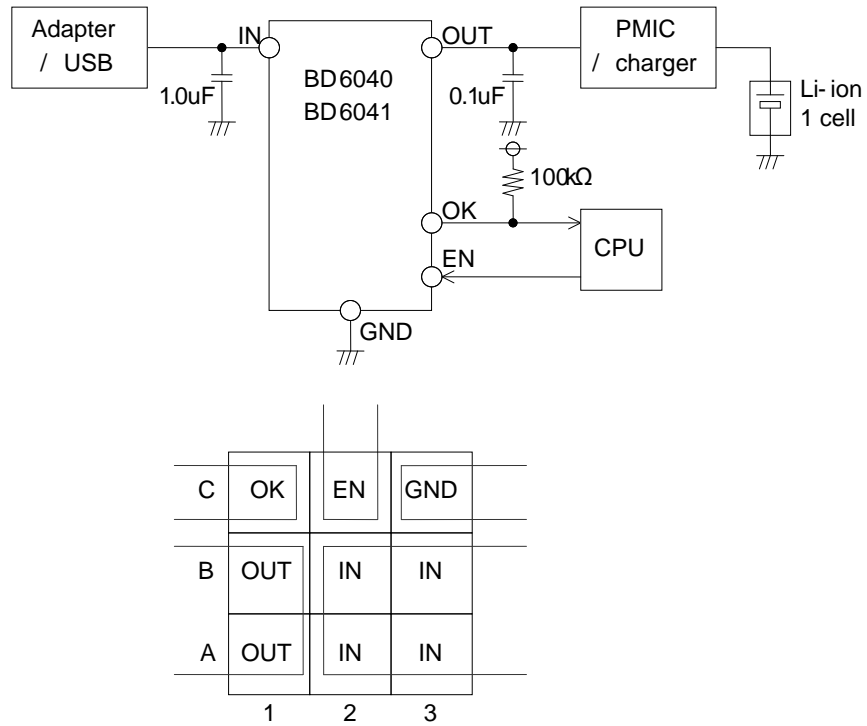 Adapter
/ USB
IN
1.0uF
BD6040
BD6041
OUT
0.1uF
PMIC
/ charger
Li-ion
1 cell
100kΩ
OK
EN
CPU
GND
C OK EN GND
B OUT IN IN
A OUT IN IN
1 2 3